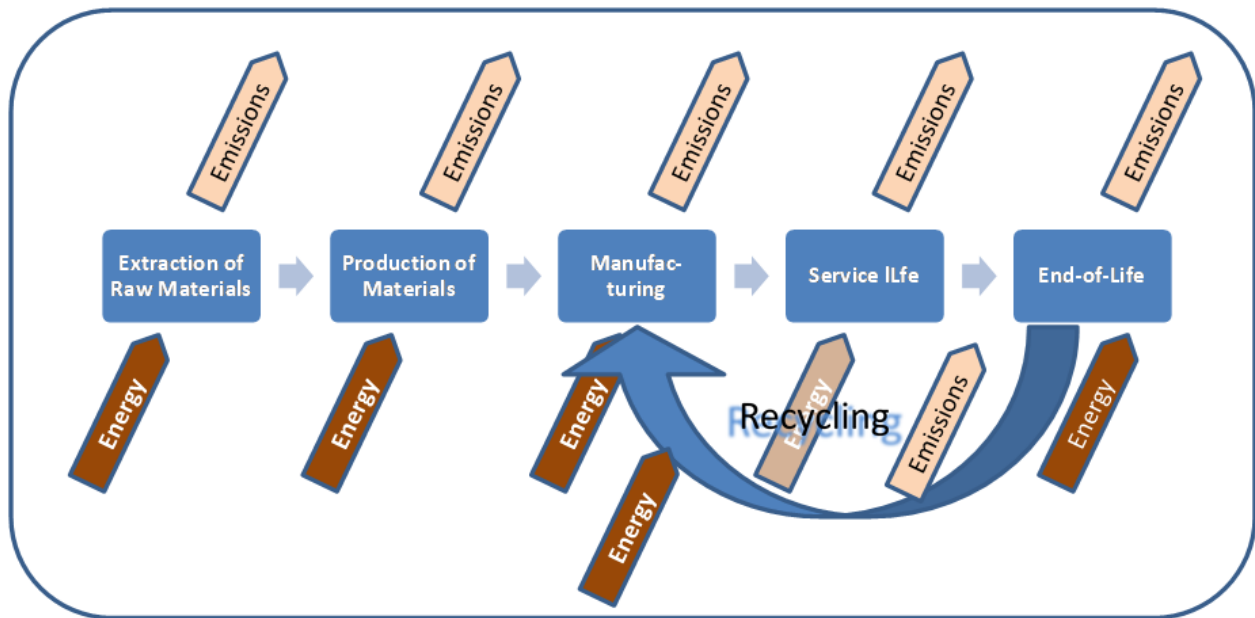 Emissions
Emissions
Emissions
Emissions
Emissions
Extraction of
Raw Materials
Production of
Materials
Manufac-
turing
Service lLfe
End-of-Life
Energy
Energy
Energy
Energy
Recycling
Emissions
Energy
Energy